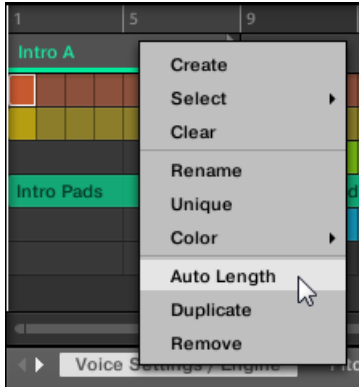 1 5 9
Intro A
Create
Select
Clear
Rename
Intro Pads
Unique
Color
Auto Length
Duplicate
Remove
Voice Settings / Engine